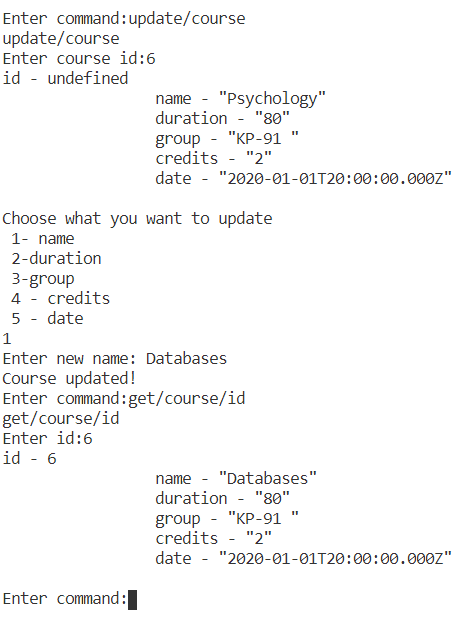 Enter command:update/course
update/course
Enter course id:6
id - undefined
name - "Psychology"
duration - "80"
group - "KP-91 "
credits - "2"
date - "2020-01-01T20:00:00.000Z"
Choose what you want to update
1- name
2-duration
3-group
4 - credits
5 - date
1
Enter new name: Databases
Course updated!
Enter command:get/course/id
get/course/id
Enter id:6
id - 6
name - "Databases"
duration - "80"
group - "KP-91 "
credits - "2"
date - "2020-01-01T20:00:00.000Z"
Enter command: